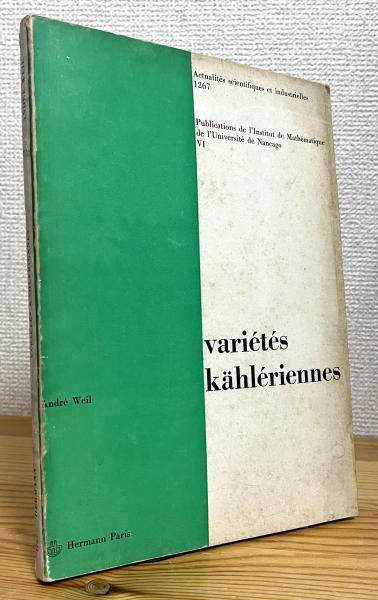 Actualités scientifiques et industrielles
1267
Publications de l'Institut de Mathématique
de l'Université de Nancago
VI
variétés
kählériennes
André Weil
Hermann Paris